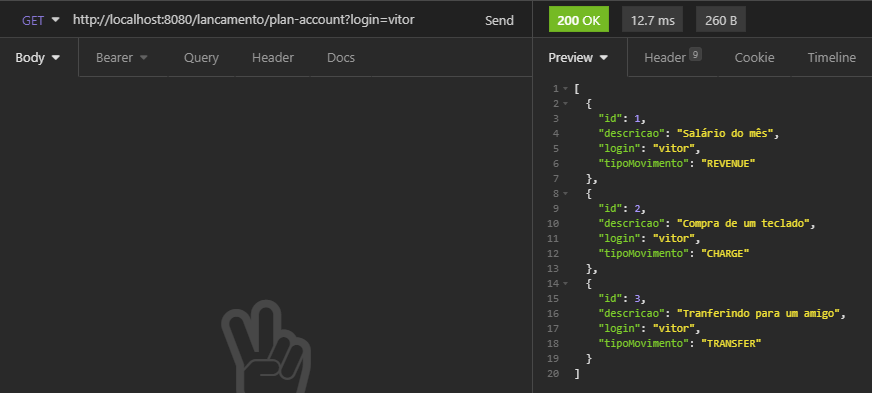 GET http://localhost:8080/lancamento/plan-account?login=vitor Send
200 OK 12.7 ms 260 B
Body Bearer Query Header Docs
Preview Header 9 Cookie Timeline
1 [
2 {
3 "id": 1,
4 "descricao": "Salário do mês",
5 "login": "vitor",
6 "tipoMovimento": "REVENUE"
7 },
8 {
9 "id": 2,
10 "descricao": "Compra de um teclado",
11 "login": "vitor",
12 "tipoMovimento": "CHARGE"
13 },
14 {
15 "id": 3,
16 "descricao": "Tranferindo para um amigo",
17 "login": "vitor",
18 "tipoMovimento": "TRANSFER"
19 }
20 ]